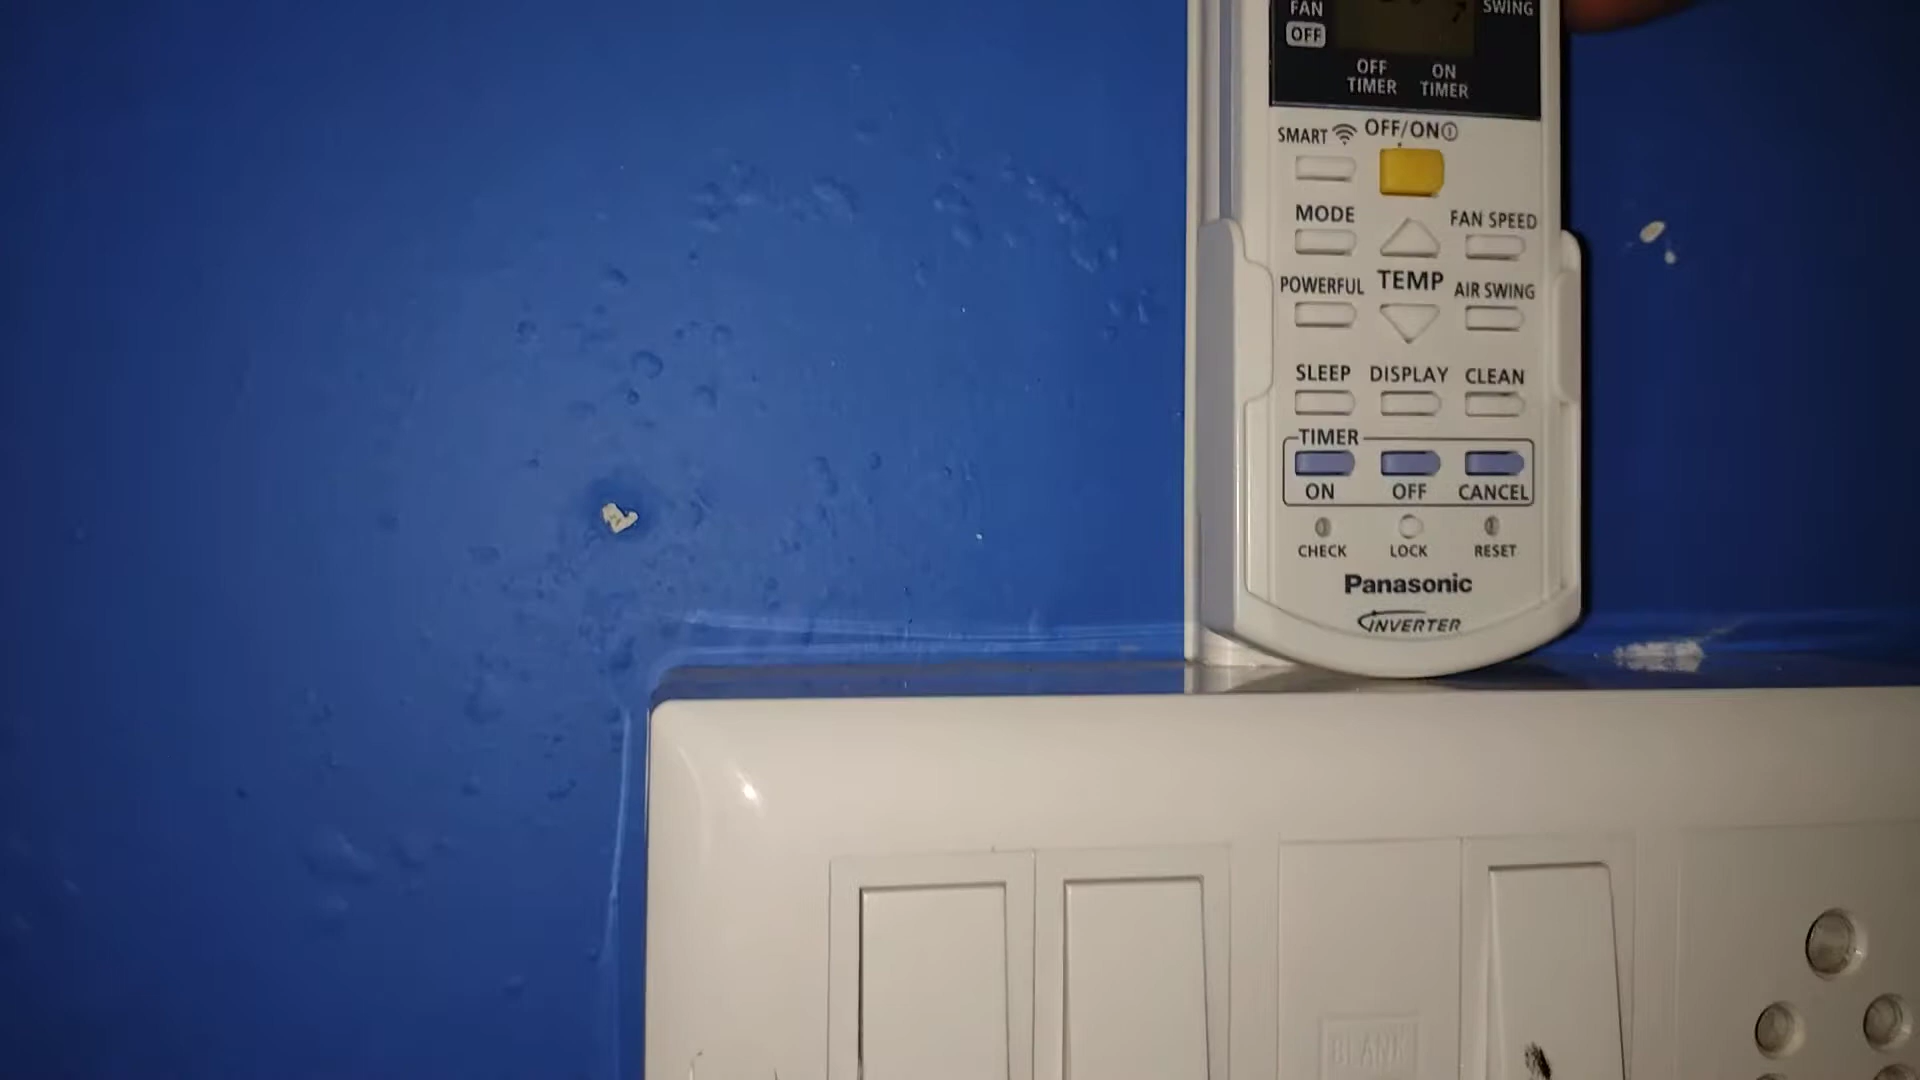 FAN
SWING
OFF
OFF
TIMER
ON
TIMER
SMART
OFF/ON
MODE
FAN SPEED
POWERFUL
TEMP
AIR SWING
SLEEP
DISPLAY
CLEAN
TIMER
ON
OFF
CANCEL
CHECK
LOCK
RESET
Panasonic
INVERTER
BLANK